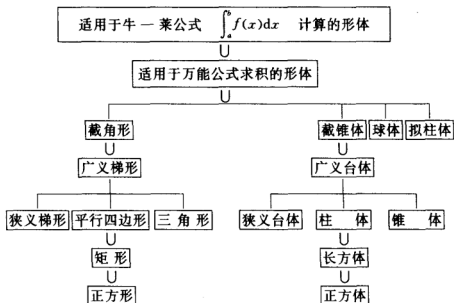 适用于牛一莱公式 ∫ₐᵇ f(x)dx 计算的形体
∪
适用于万能公式求积的形体
∪
截角形 截锥体 球体 拟柱体
∪ ∪
广义梯形 广义台体
狭义梯形 平行四边形 三角形 狭义台体 柱体 锥体
∪ ∪
矩形 长方体
∪ ∪
正方形 正方体